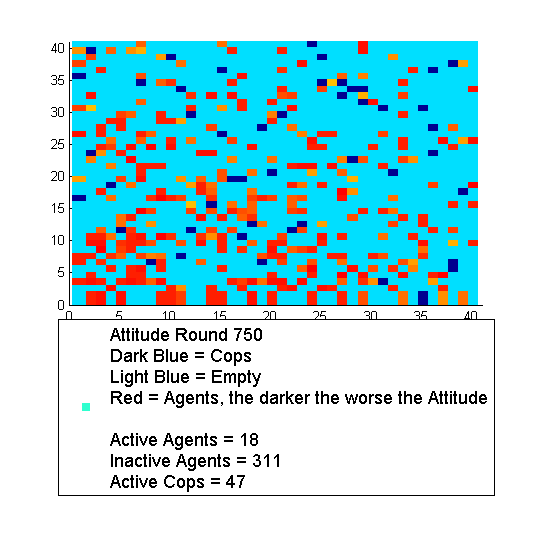 40
35
30
25
20
15
10
5
0
0 5 10 15 20 25 30 35 40
Attitude Round 750
Dark Blue = Cops
Light Blue = Empty
Red = Agents, the darker the worse the Attitude
Active Agents = 18
Inactive Agents = 311
Active Cops = 47